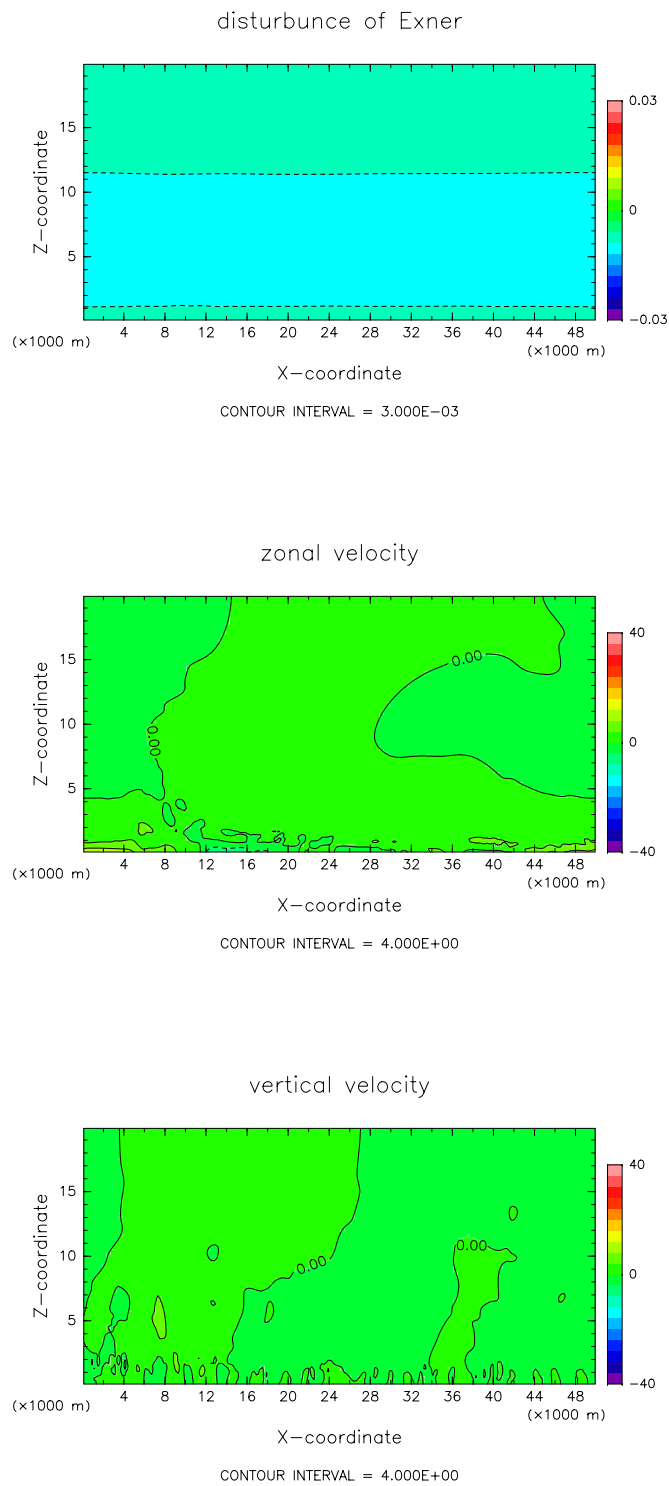 disturbunce of Exner
Z-coordinate
15
10
5
0.03
0
-0.03
4 8 12 16 20 24 28 32 36 40 44 48
(×1000 m) (×1000 m)
X-coordinate
CONTOUR INTERVAL = 3.000E-03
zonal velocity
Z-coordinate
15
10
5
0.00
0.00
40
0
-40
4 8 12 16 20 24 28 32 36 40 44 48
(×1000 m) (×1000 m)
X-coordinate
CONTOUR INTERVAL = 4.000E+00
vertical velocity
Z-coordinate
15
10
5
0.00
0.00
40
0
-40
4 8 12 16 20 24 28 32 36 40 44 48
(×1000 m) (×1000 m)
X-coordinate
CONTOUR INTERVAL = 4.000E+00